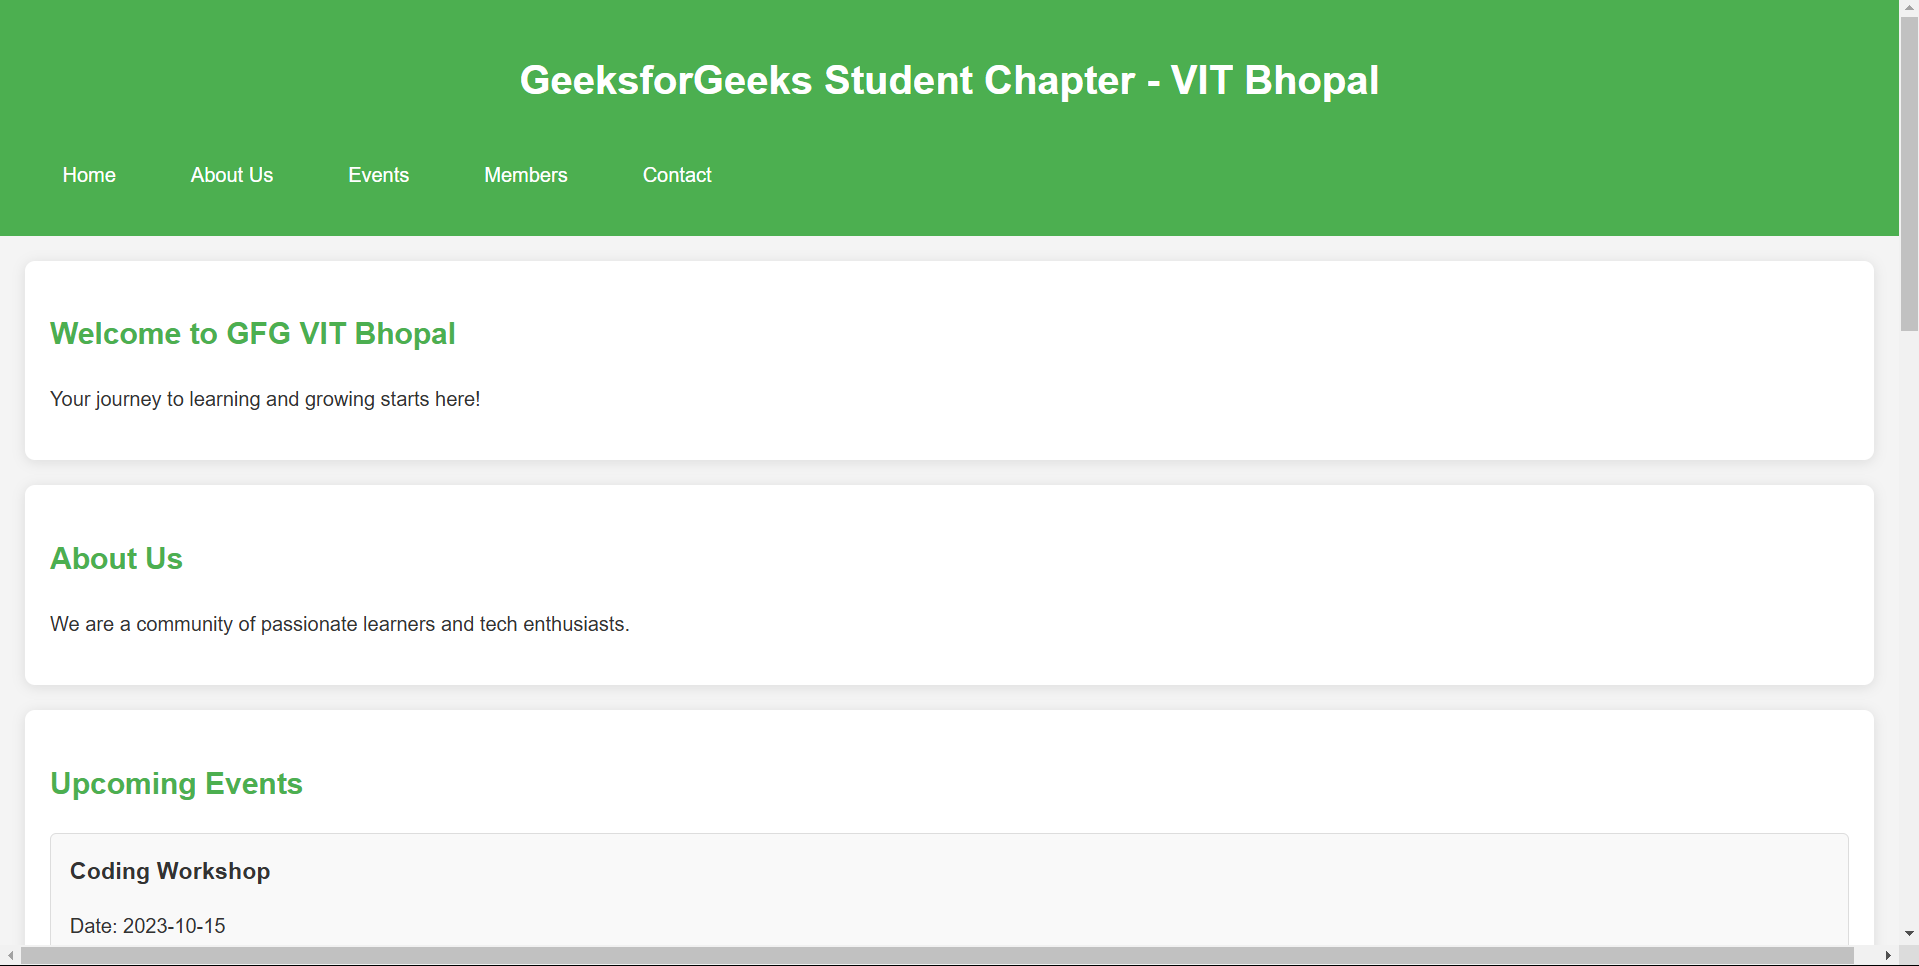 GeeksforGeeks Student Chapter - VIT Bhopal
Home About Us Events Members Contact
Welcome to GFG VIT Bhopal
Your journey to learning and growing starts here!
About Us
We are a community of passionate learners and tech enthusiasts.
Upcoming Events
Coding Workshop
Date: 2023-10-15